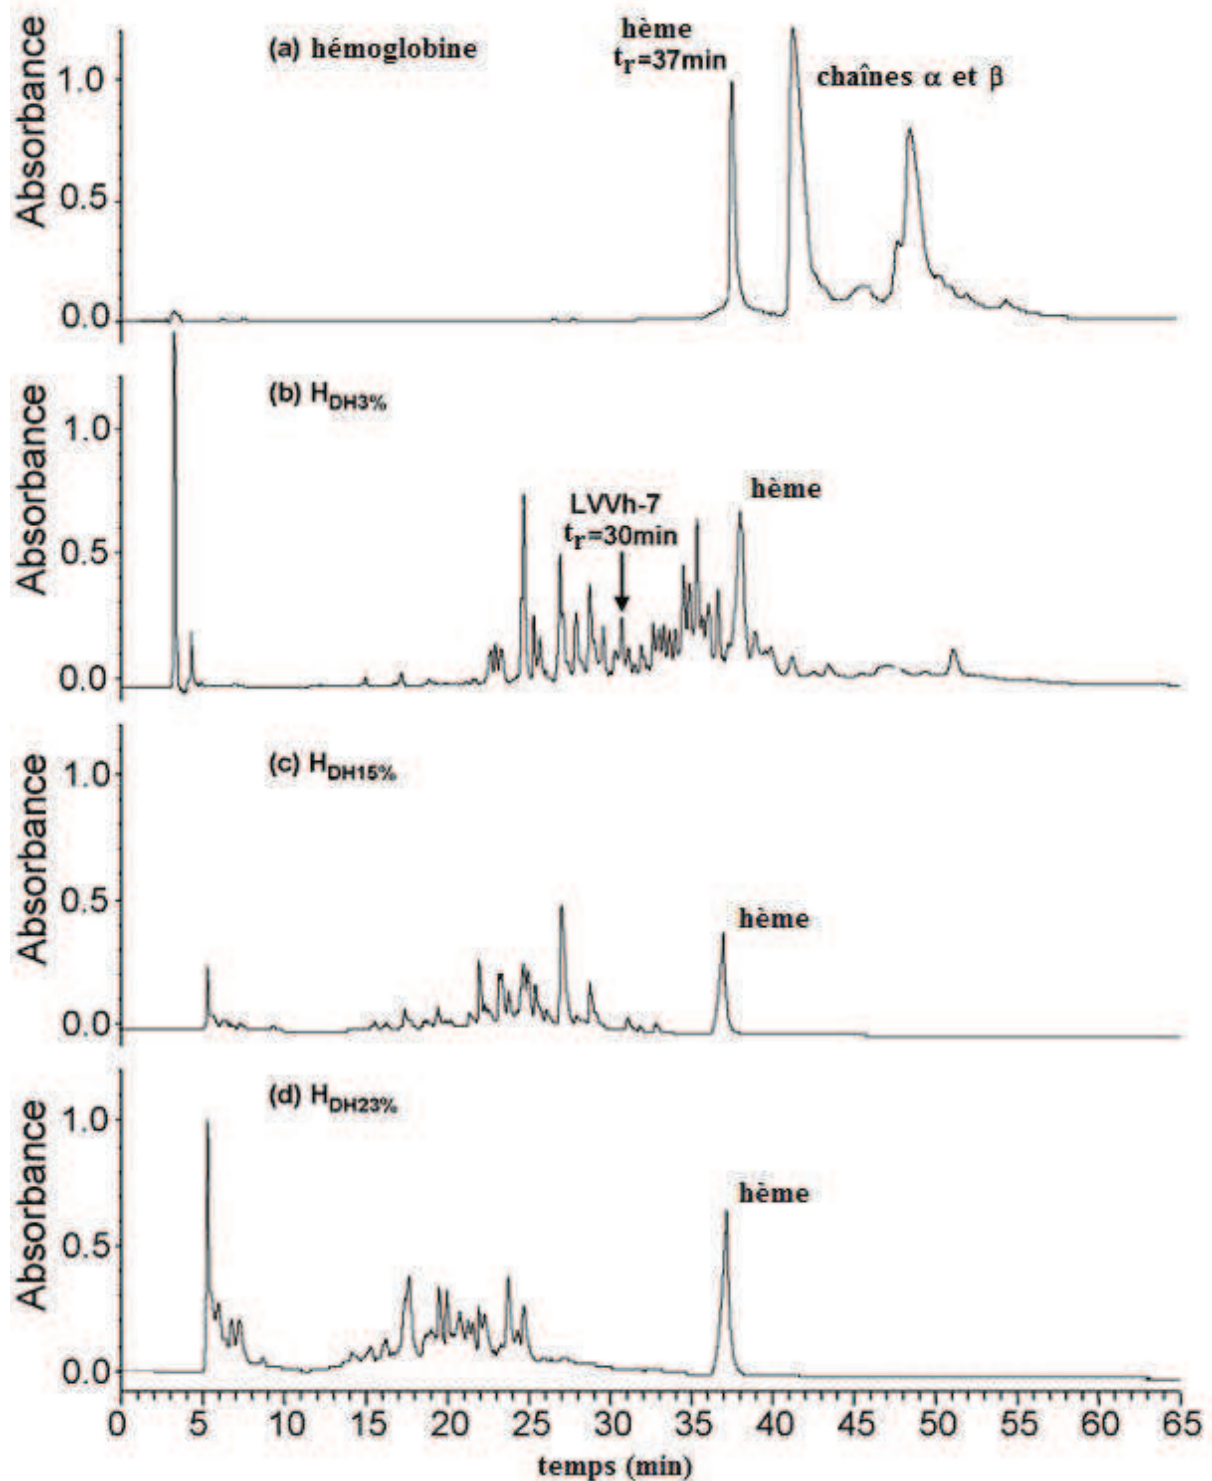 (a) hémoglobine
hème
tr=37min
chaînes α et β
Absorbance
1.0
0.5
0.0
(b) HDH3%
LVVh-7
tr=30min
hème
Absorbance
1.0
0.5
0.0
(c) HDH15%
hème
Absorbance
1.0
0.5
0.0
(d) HDH23%
hème
Absorbance
1.0
0.5
0.0
0 5 10 15 20 25 30 35 40 45 50 55 60 65
temps (min)